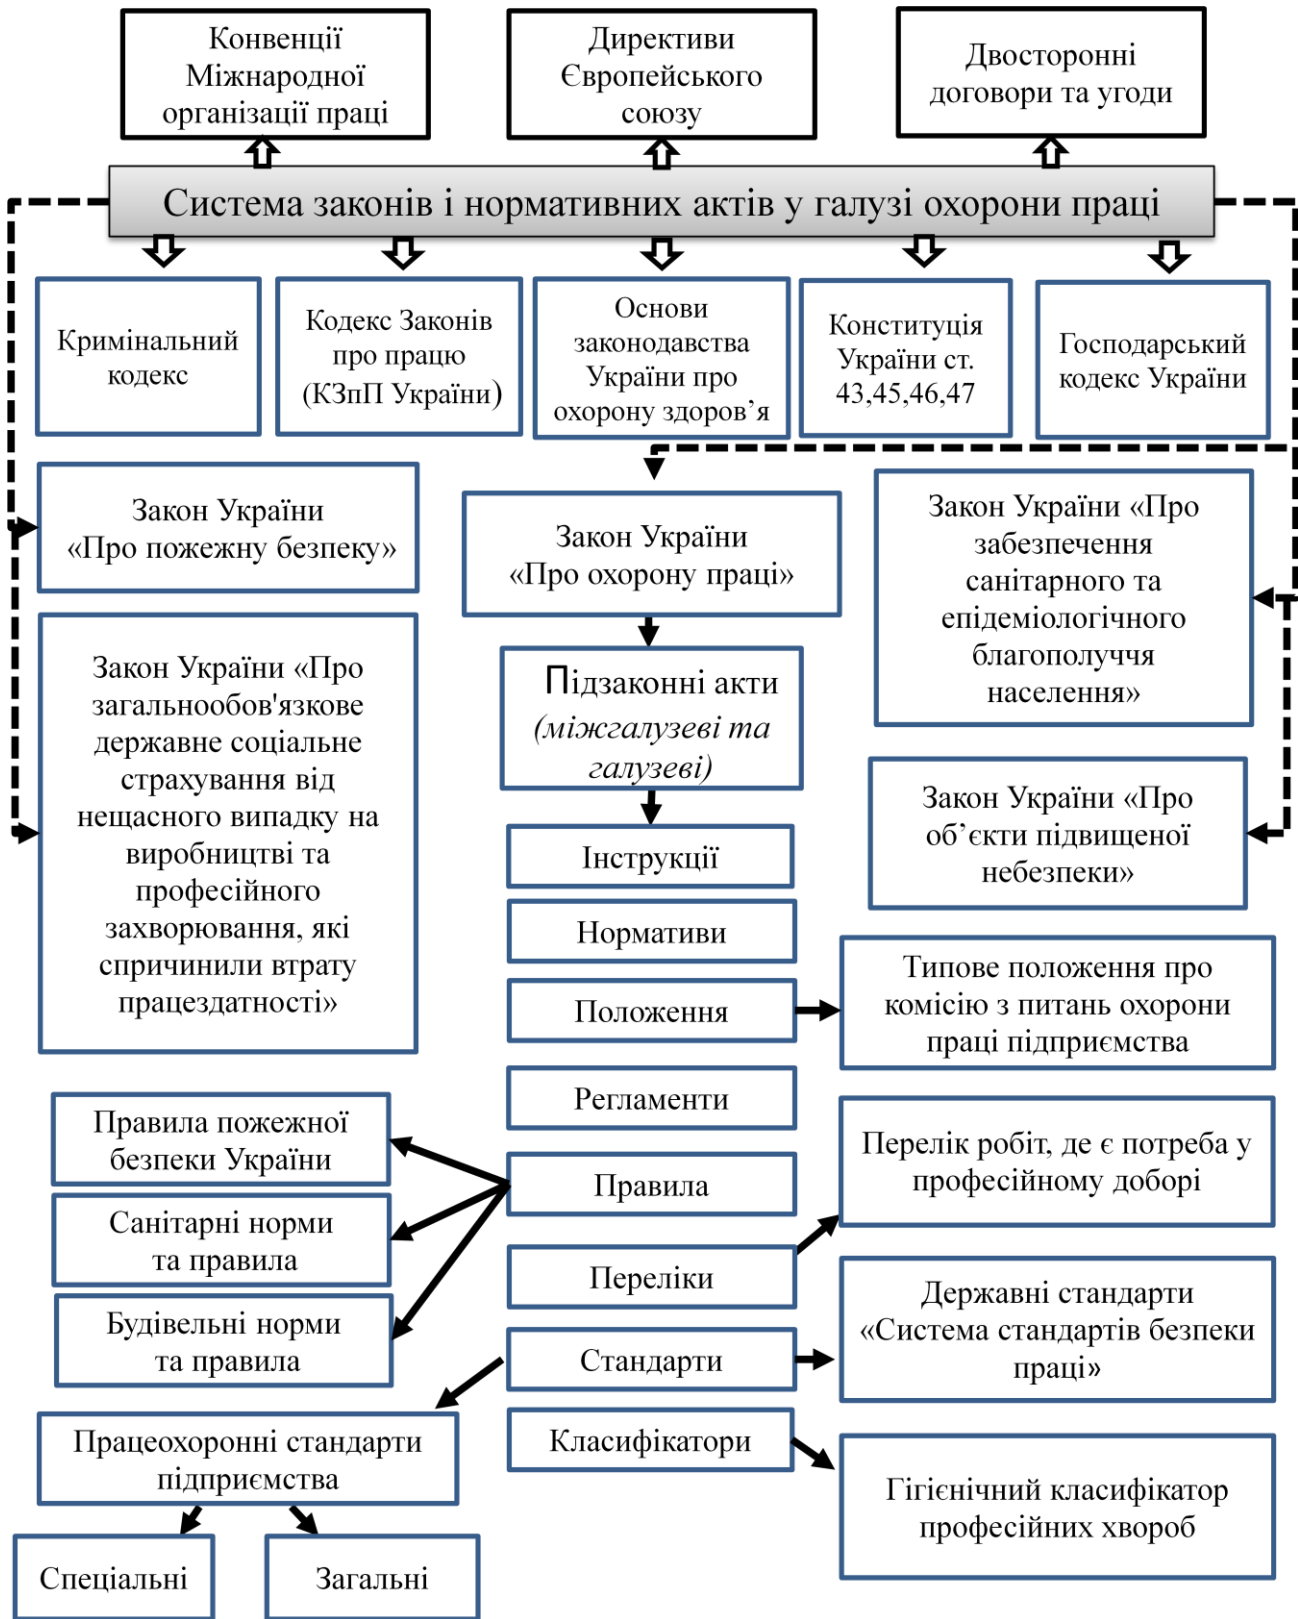 Конвенції
Міжнародної
організації праці
Директиви
Європейського
союзу
Двосторонні
договори та угоди
Система законів і нормативних актів у галузі охорони праці
Кримінальний
кодекс
Кодекс Законів
про працю
(КЗпП України)
Основи
законодавства
України про
охорону здоров’я
Конституція
України ст.
43,45,46,47
Господарський
кодекс України
Закон України
«Про пожежну безпеку»
Закон України
«Про охорону праці»
Закон України «Про
забезпечення
санітарного та
епідеміологічного
благополуччя
населення»
Закон України «Про
загальнообов'язкове
державне соціальне
страхування від
нещасного випадку на
виробництві та
професійного
захворювання, які
спричинили втрату
працездатності»
Підзаконні акти
(міжгалузеві та
галузеві)
Закон України «Про
об’єкти підвищеної
небезпеки»
Інструкції
Нормативи
Положення
Типове положення про
комісію з питань охорони
праці підприємства
Регламенти
Правила
Правила пожежної
безпеки України
Санітарні норми
та правила
Будівельні норми
та правила
Переліки
Перелік робіт, де є потреба у
професійному доборі
Стандарти
Державні стандарти
«Система стандартів безпеки
праці»
Працеохоронні стандарти
підприємства
Класифікатори
Гігієнічний класифікатор
професійних хвороб
Спеціальні
Загальні